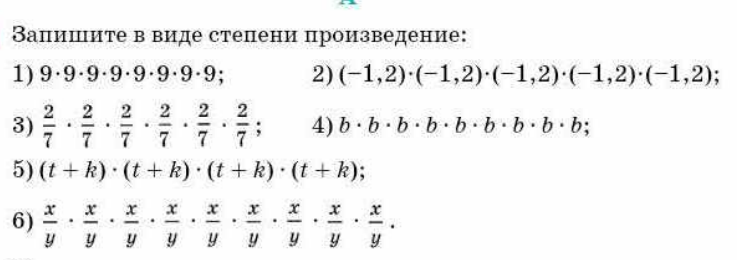 Запишите в виде степени произведение:
1) 9·9·9·9·9·9·9·9; 2) (−1,2)·(−1,2)·(−1,2)·(−1,2)·(−1,2);
3) 2/7 · 2/7 · 2/7 · 2/7 · 2/7 · 2/7; 4) b · b · b · b · b · b · b · b · b;
5) (t + k) · (t + k) · (t + k) · (t + k);
6) x/y · x/y · x/y · x/y · x/y · x/y · x/y · x/y · x/y.